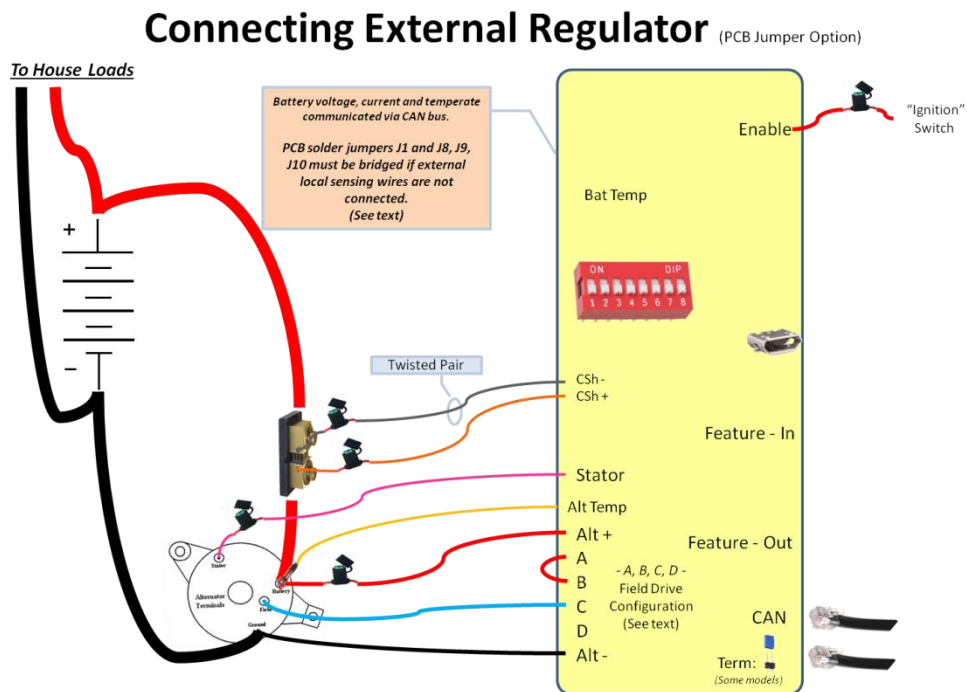 Connecting External Regulator (PCB Jumper Option)
To House Loads
Battery voltage, current and temperate
communicated via CAN bus.
PCB solder jumpers J1 and J8, J9,
J10 must be bridged if external
local sensing wires are not
connected.
(See text)
Enable
"Ignition"
Switch
Bat Temp
+
-
ON DIP
1 2 3 4 5 6 7 8
Twisted Pair
CSh -
CSh +
Feature - In
Stator
Alt Temp
Alt +
Feature - Out
A
B
C
D
Alt -
- A, B, C, D -
Field Drive
Configuration
(See text)
CAN
Term:
(Some models)
Stator
Battery
Alternator
Terminals
Field
Ground